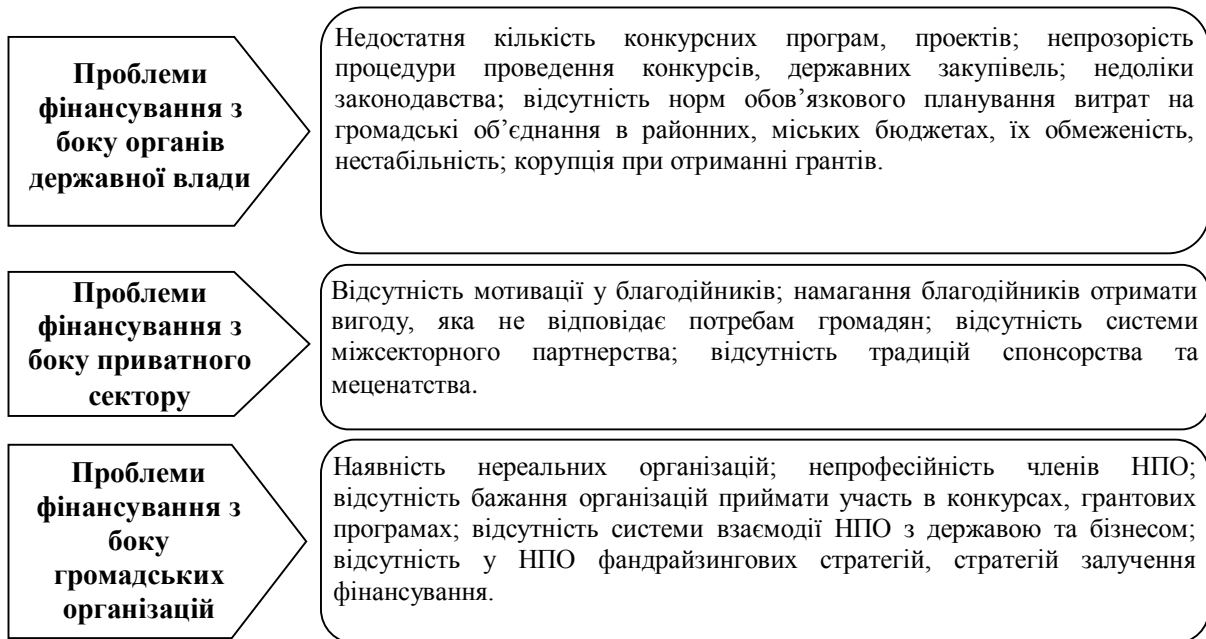 Проблеми
фінансування з
боку органів
державної влади
Недостатня кількість конкурсних програм, проектів; непрозорість
процедури проведення конкурсів, державних закупівель; недоліки
законодавства; відсутність норм обов’язкового планування витрат на
громадські об’єднання в районних, міських бюджетах, їх обмеженість,
нестабільність; корупція при отриманні грантів.
Проблеми
фінансування з
боку приватного
сектору
Відсутність мотивації у благодійників; намагання благодійників отримати
вигоду, яка не відповідає потребам громадян; відсутність системи
міжсекторного партнерства; відсутність традицій спонсорства та
меценатства.
Проблеми
фінансування з
боку
громадських
організацій
Наявність нереальних організацій; непрофесійність членів НПО;
відсутність бажання організацій приймати участь в конкурсах, грантових
програмах; відсутність системи взаємодії НПО з державою та бізнесом;
відсутність у НПО фандрайзингових стратегій, стратегій залучення
фінансування.